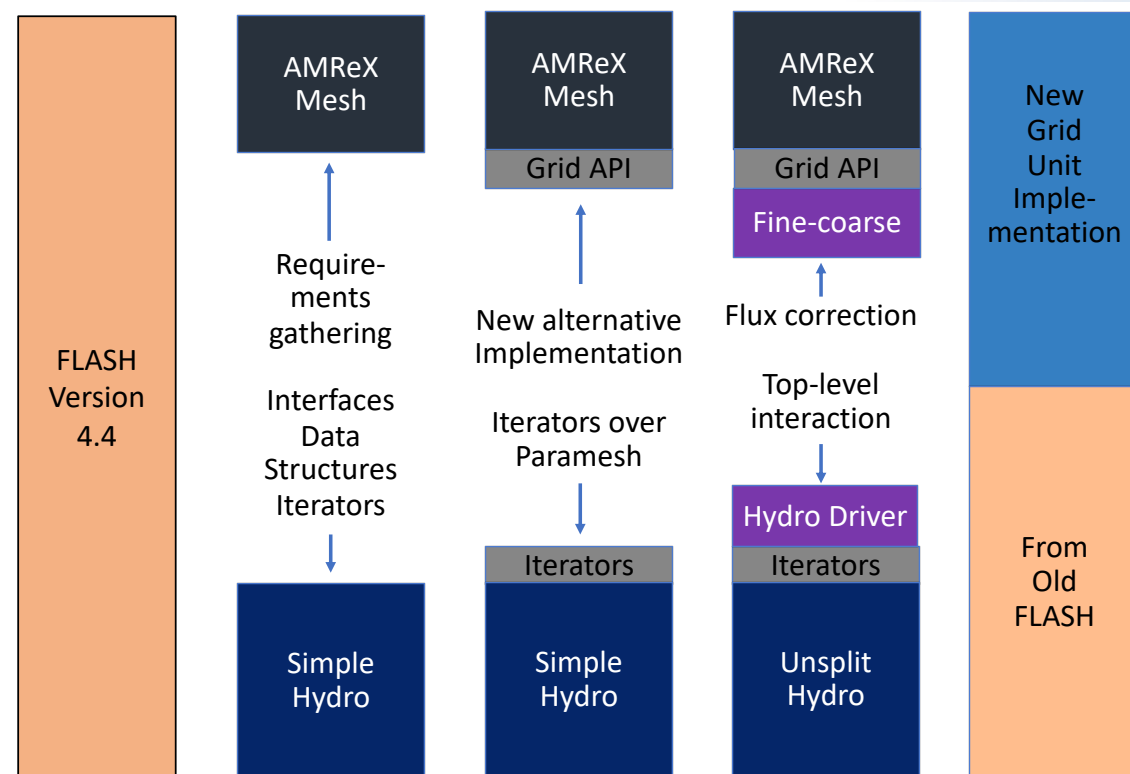 FLASH
Version
4.4
AMReX
Mesh
Require-
ments
gathering
Interfaces
Data
Structures
Iterators
Simple
Hydro
AMReX
Mesh
Grid API
New alternative
Implementation
Iterators over
Paramesh
Iterators
Simple
Hydro
AMReX
Mesh
Grid API
Fine-coarse
Flux correction
Top-level
interaction
Hydro Driver
Iterators
Unsplit
Hydro
New
Grid
Unit
Imple-
mentation
From
Old
FLASH